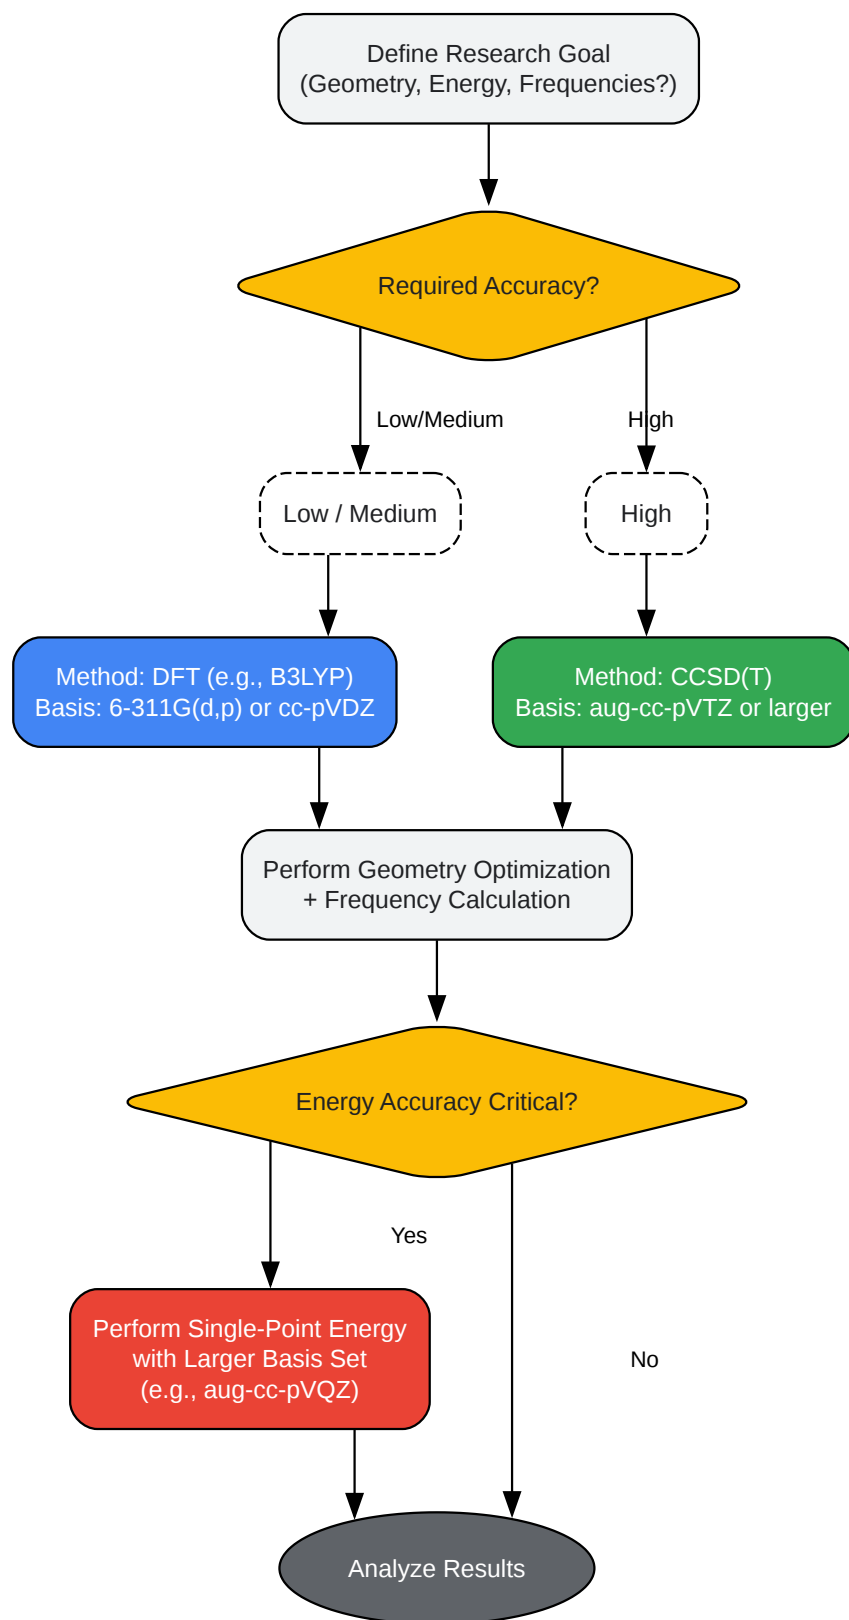 Define Research Goal
(Geometry, Energy, Frequencies?)
Required Accuracy?
Low/Medium
High
Low / Medium
High
Method: DFT (e.g., B3LYP)
Basis: 6-311G(d,p) or cc-pVDZ
Method: CCSD(T)
Basis: aug-cc-pVTZ or larger
Perform Geometry Optimization
+ Frequency Calculation
Energy Accuracy Critical?
Yes
Perform Single-Point Energy
with Larger Basis Set
(e.g., aug-cc-pVQZ)
No
Analyze Results